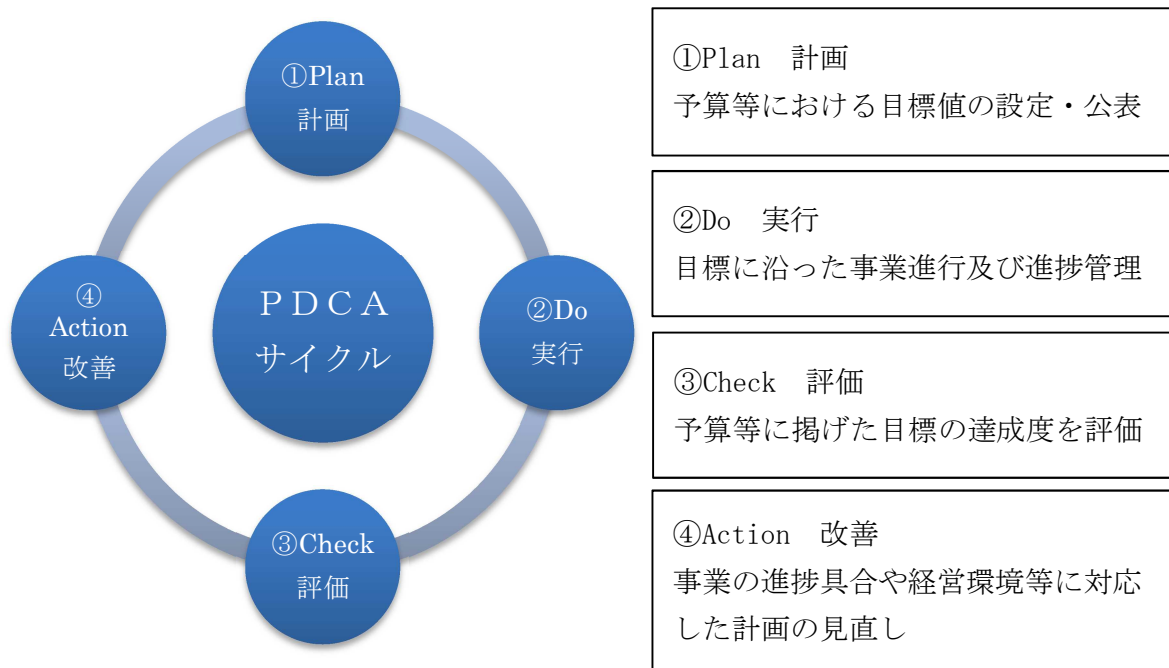 ①Plan
計画
②Do
実行
③Check
評価
④
Action
改善
ＰＤＣＡ
サイクル
①Plan　計画
予算等における目標値の設定・公表
②Do　実行
目標に沿った事業進行及び進捗管理
③Check　評価
予算等に掲げた目標の達成度を評価
④Action　改善
事業の進捗具合や経営環境等に対応
した計画の見直し